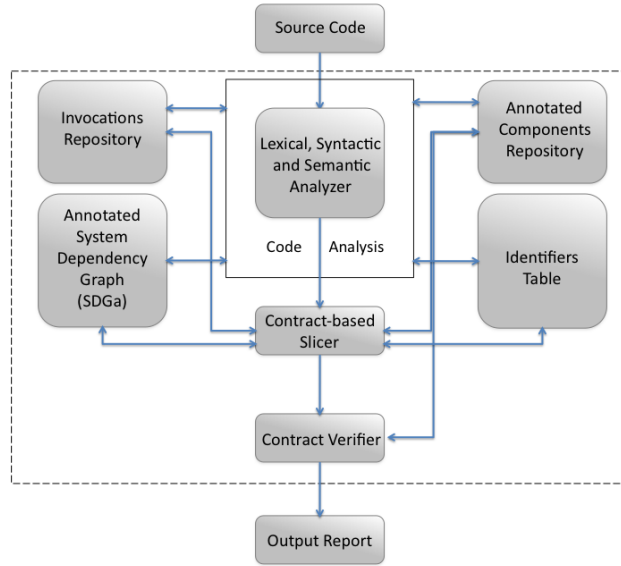 Source Code
Invocations
Repository
Lexical, Syntactic
and Semantic
Analyzer
Annotated
Components
Repository
Annotated
System
Dependency
Graph
(SDGa)
Code Analysis
Identifiers
Table
Contract-based
Slicer
Contract Verifier
Output Report